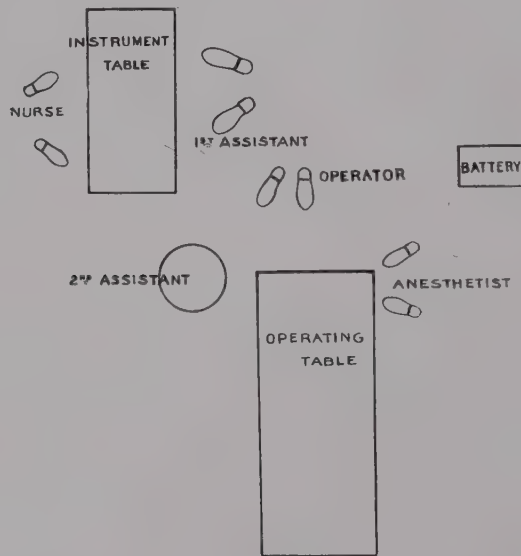 INSTRUMENT
TABLE
NURSE
1ST ASSISTANT
OPERATOR
BATTERY
2ND ASSISTANT
ANESTHETIST
OPERATING
TABLE